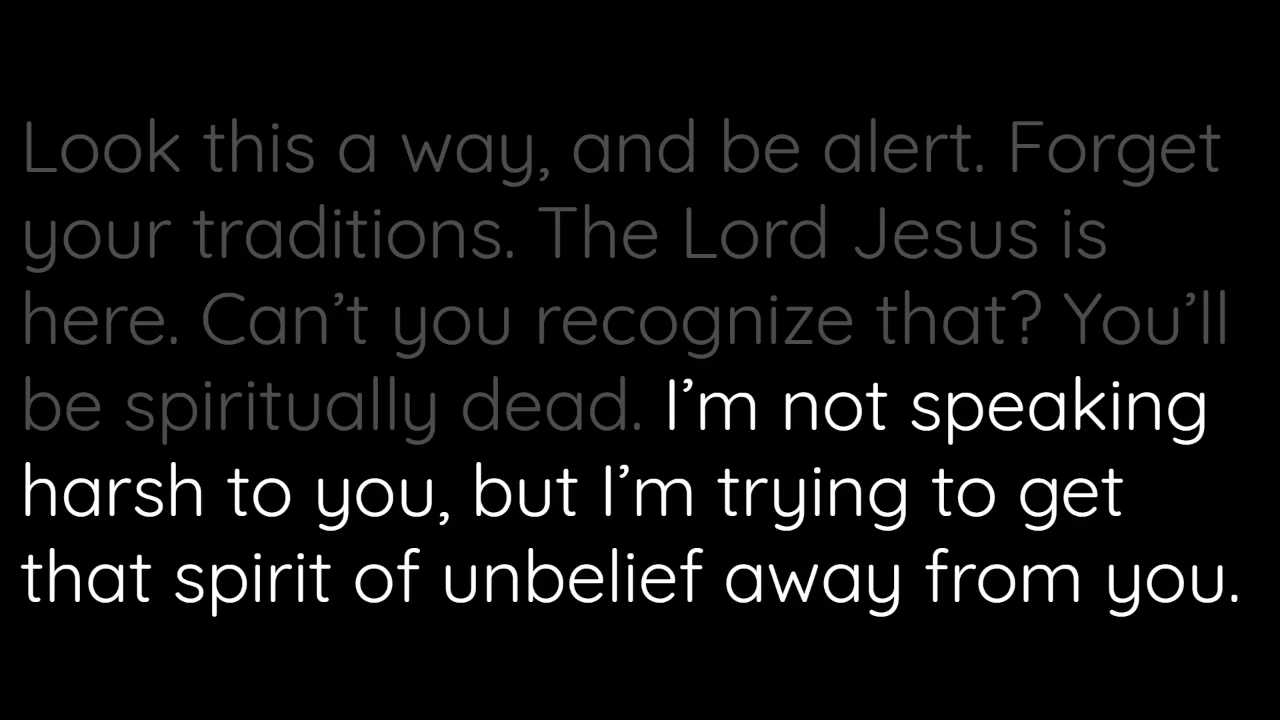 Look this a way, and be alert. Forget
your traditions. The Lord Jesus is
here. Can’t you recognize that? You’ll
be spiritually dead. I’m not speaking
harsh to you, but I’m trying to get
that spirit of unbelief away from you.